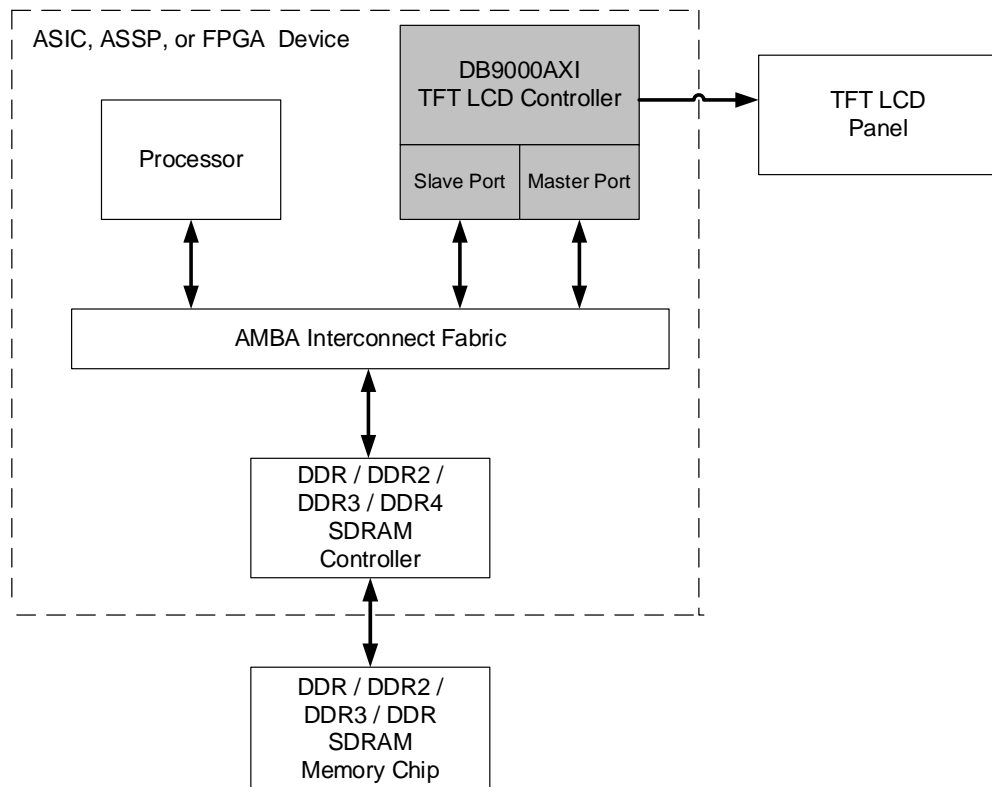 ASIC, ASSP, or FPGA Device
DB9000AXI
TFT LCD Controller
Slave Port
Master Port
TFT LCD
Panel
Processor
AMBA Interconnect Fabric
DDR / DDR2 /
DDR3 / DDR4
SDRAM
Controller
DDR / DDR2 /
DDR3 / DDR
SDRAM
Memory Chip